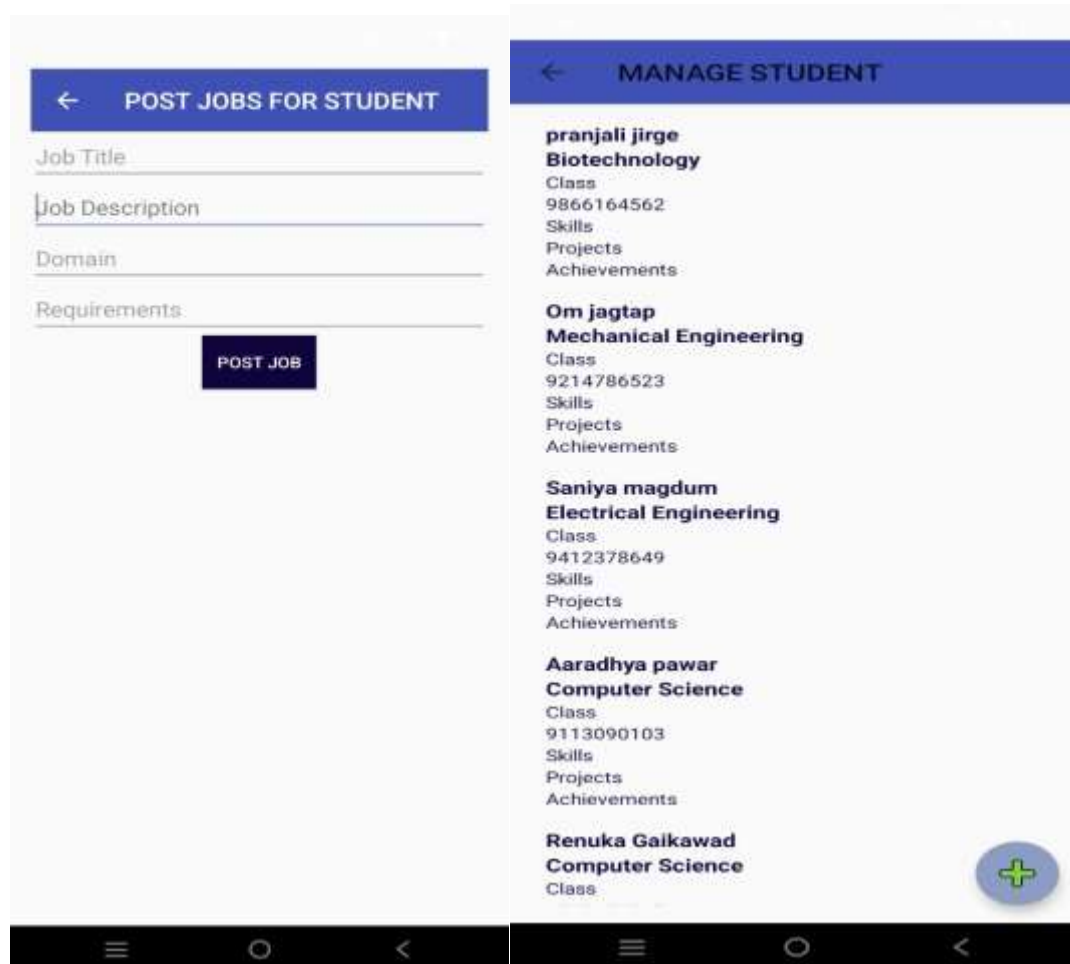 POST JOBS FOR STUDENT
Job Title
Job Description
Domain
Requirements
POST JOB
MANAGE STUDENT
pranjali jirge
Biotechnology
Class
9866164562
Skills
Projects
Achievements
Om jagtap
Mechanical Engineering
Class
9214786523
Skills
Projects
Achievements
Saniya magdum
Electrical Engineering
Class
9412378649
Skills
Projects
Achievements
Aaradhya pawar
Computer Science
Class
9113090103
Skills
Projects
Achievements
Renuka Gaikawad
Computer Science
Class